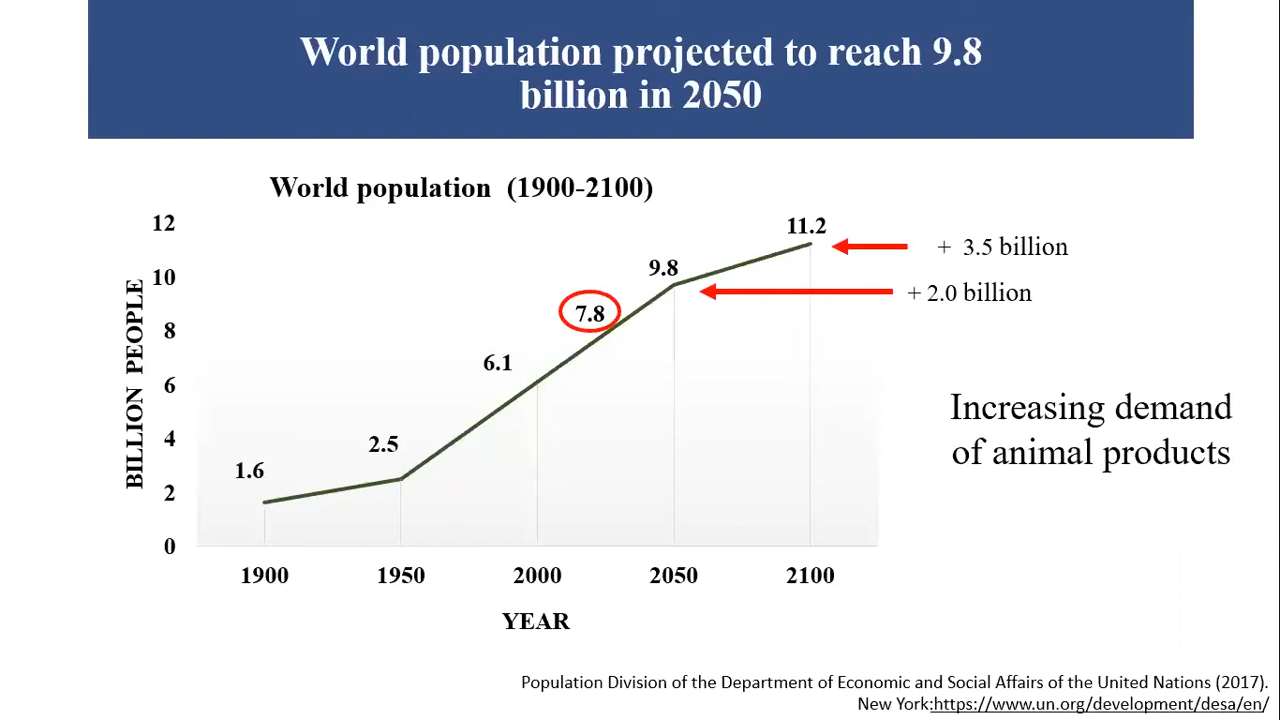 World population projected to reach 9.8
billion in 2050
World population (1900-2100)
BILLION PEOPLE
12
10
8
6
4
2
0
1.6
2.5
6.1
7.8
9.8
11.2
+ 3.5 billion
+ 2.0 billion
Increasing demand
of animal products
1900 1950 2000 2050 2100
YEAR
Population Division of the Department of Economic and Social Affairs of the United Nations (2017).
New York:https://www.un.org/development/desa/en/